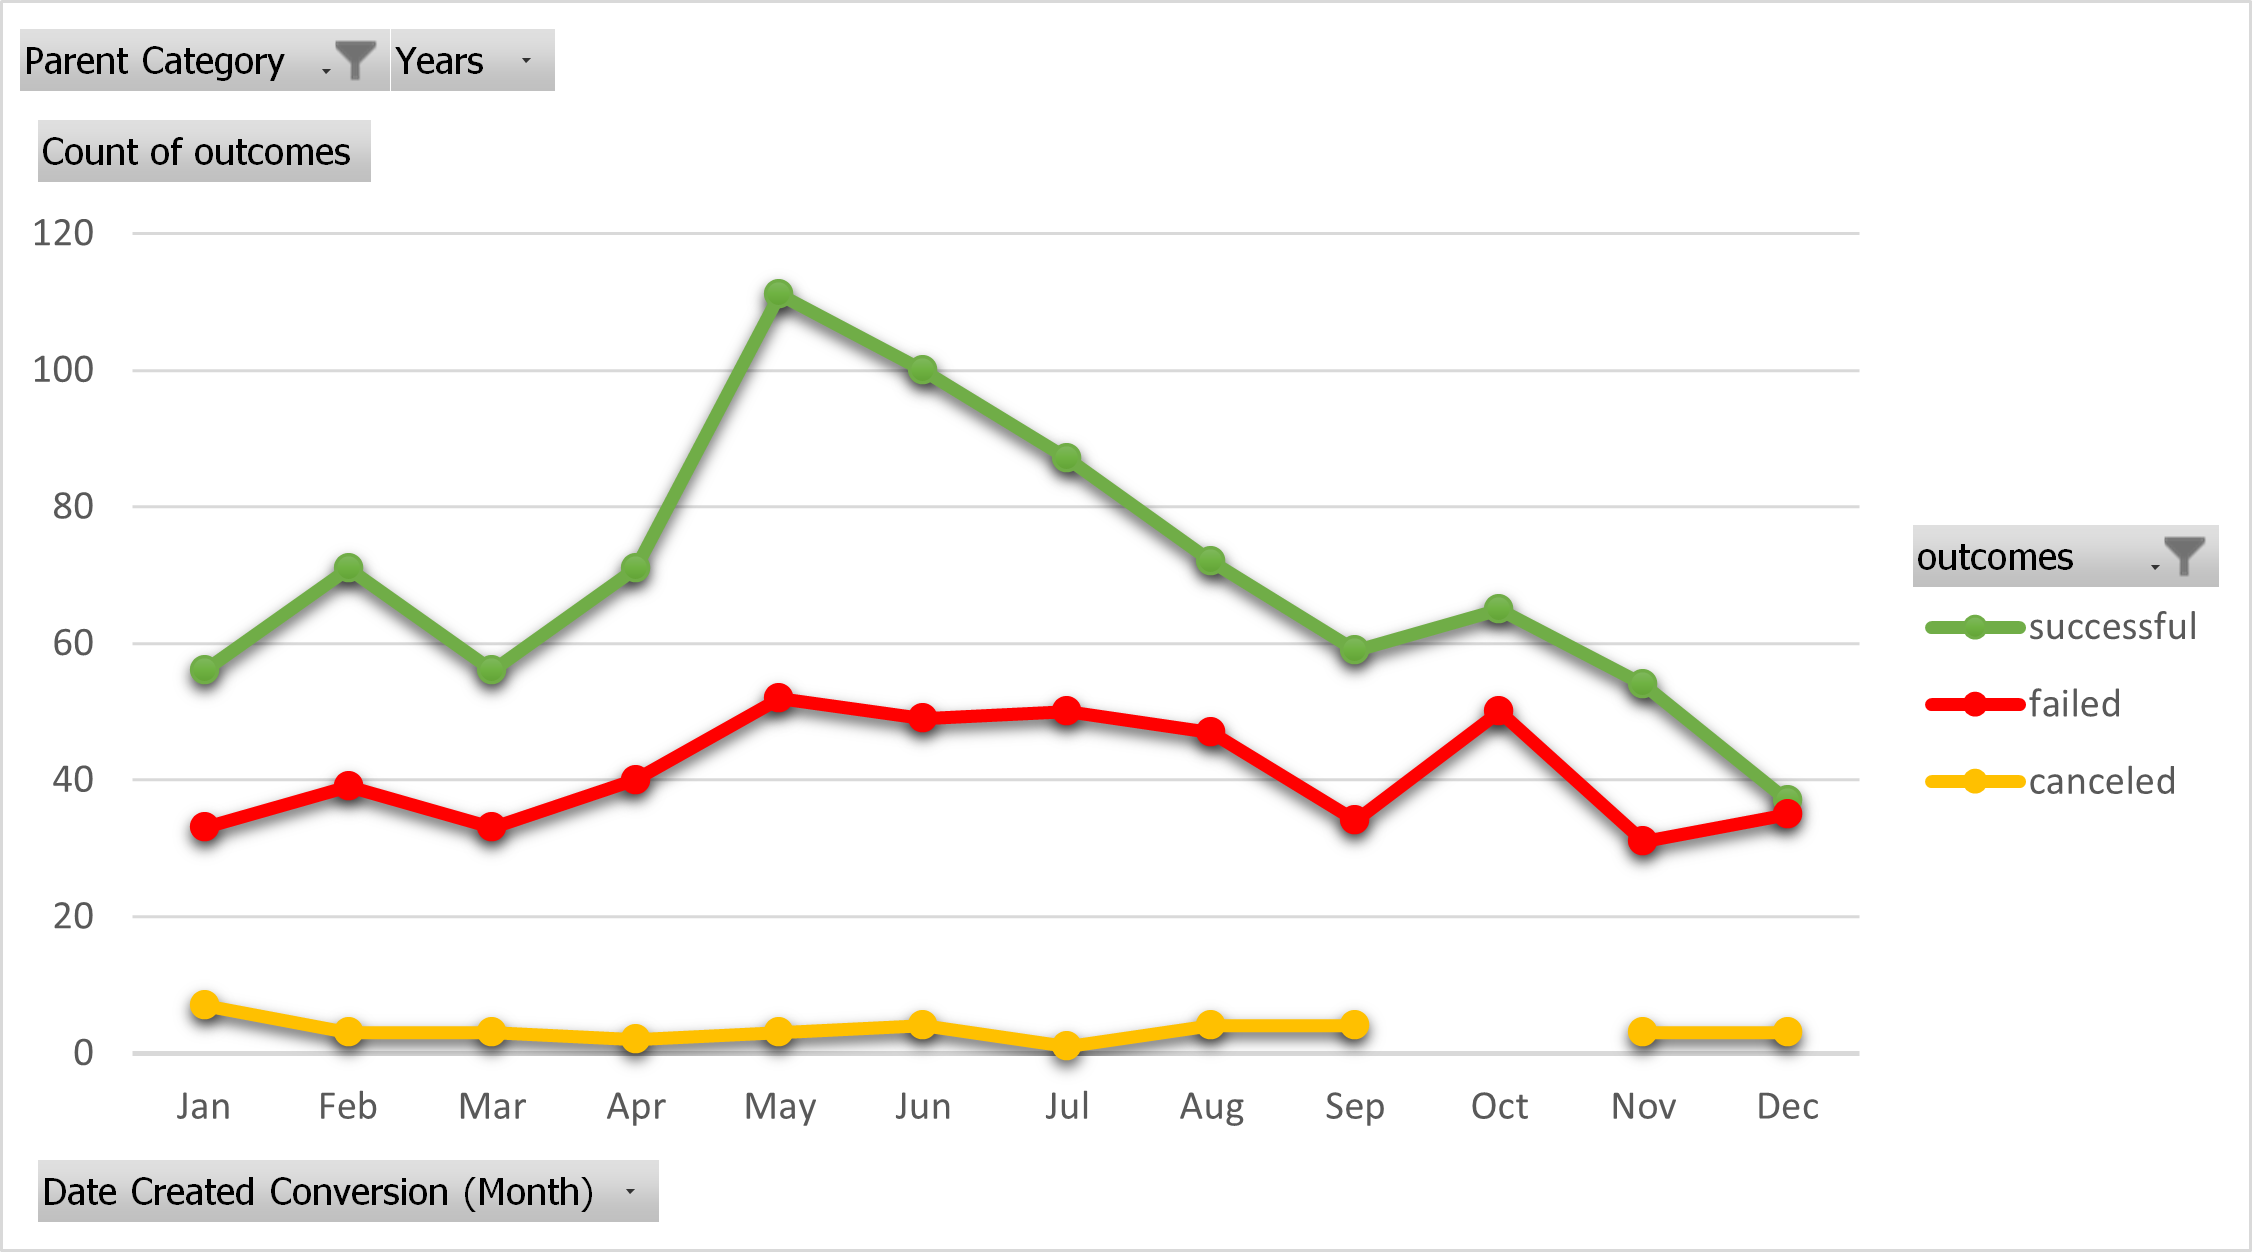 Parent Category Years
Count of outcomes
120
100
80
60
40
20
0
Jan Feb Mar Apr May Jun Jul Aug Sep Oct Nov Dec
outcomes
successful
failed
canceled
Date Created Conversion (Month)